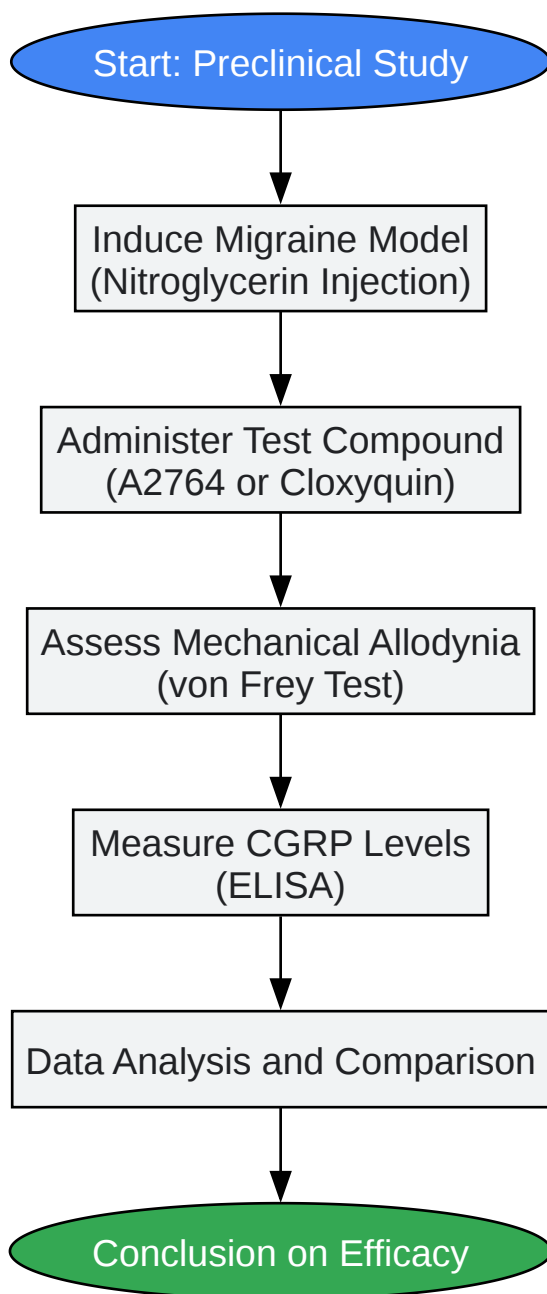 Start: Preclinical Study
Induce Migraine Model
(Nitroglycerin Injection)
Administer Test Compound
(A2764 or Cloxyquin)
Assess Mechanical Allodynia
(von Frey Test)
Measure CGRP Levels
(ELISA)
Data Analysis and Comparison
Conclusion on Efficacy